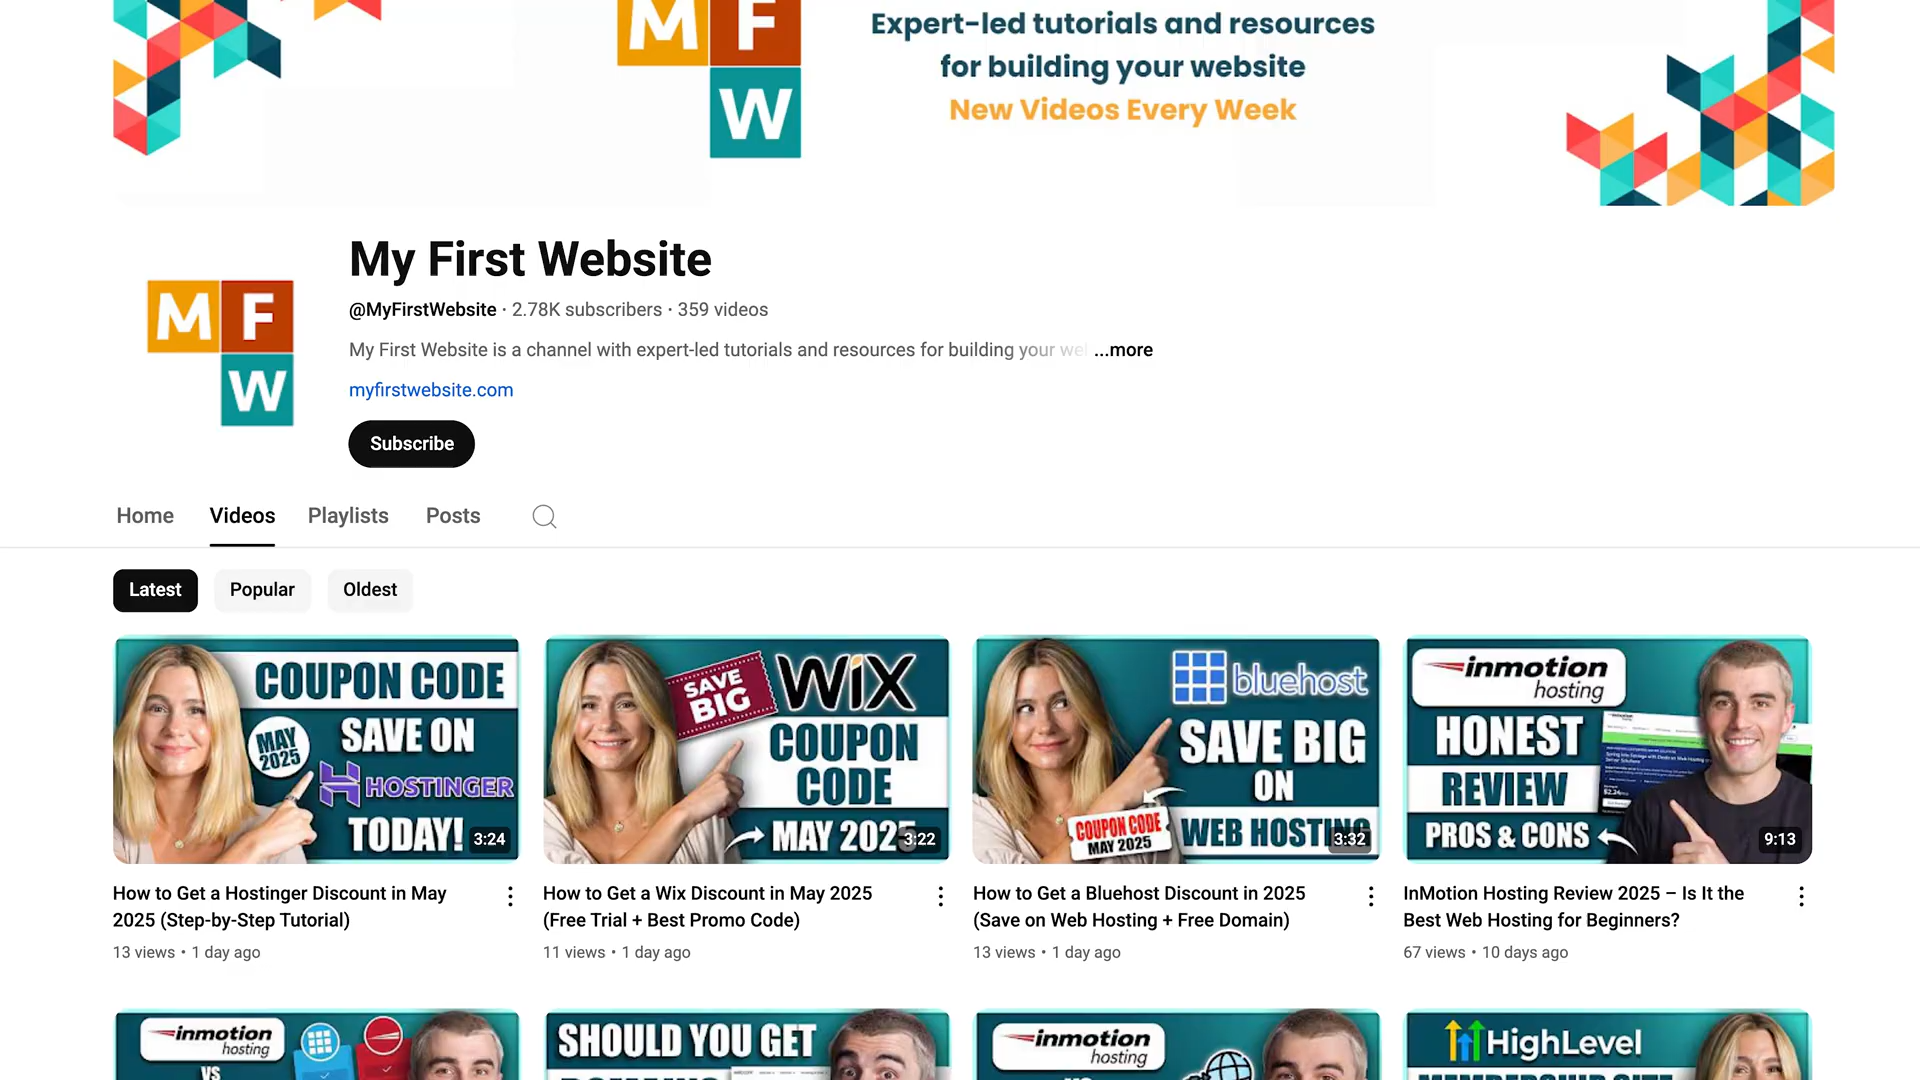 M F
W
Expert-led tutorials and resources
for building your website
New Videos Every Week
M F
W
My First Website
@MyFirstWebsite · 2.78K subscribers · 359 videos
My First Website is a channel with expert-led tutorials and resources for building your ...more
myfirstwebsite.com
Subscribe
Home Videos Playlists Posts
Latest Popular Oldest
COUPON CODE
MAY
2025
SAVE ON
HOSTINGER
TODAY!
3:24
SAVE
BIG
WiX
COUPON
CODE
MAY 2025
3:22
bluehost
SAVE BIG
ON
WEB HOSTING
COUPON CODE
MAY 2025
3:32
inmotion
hosting
HONEST
REVIEW
PROS & CONS
9:13
How to Get a Hostinger Discount in May
2025 (Step-by-Step Tutorial)
13 views • 1 day ago
How to Get a Wix Discount in May 2025
(Free Trial + Best Promo Code)
11 views • 1 day ago
How to Get a Bluehost Discount in 2025
(Save on Web Hosting + Free Domain)
13 views • 1 day ago
InMotion Hosting Review 2025 – Is It the
Best Web Hosting for Beginners?
67 views • 10 days ago
inmotion
hosting
VS
SHOULD YOU GET
inmotion
hosting
HighLevel
MEMBERSHIP SITE